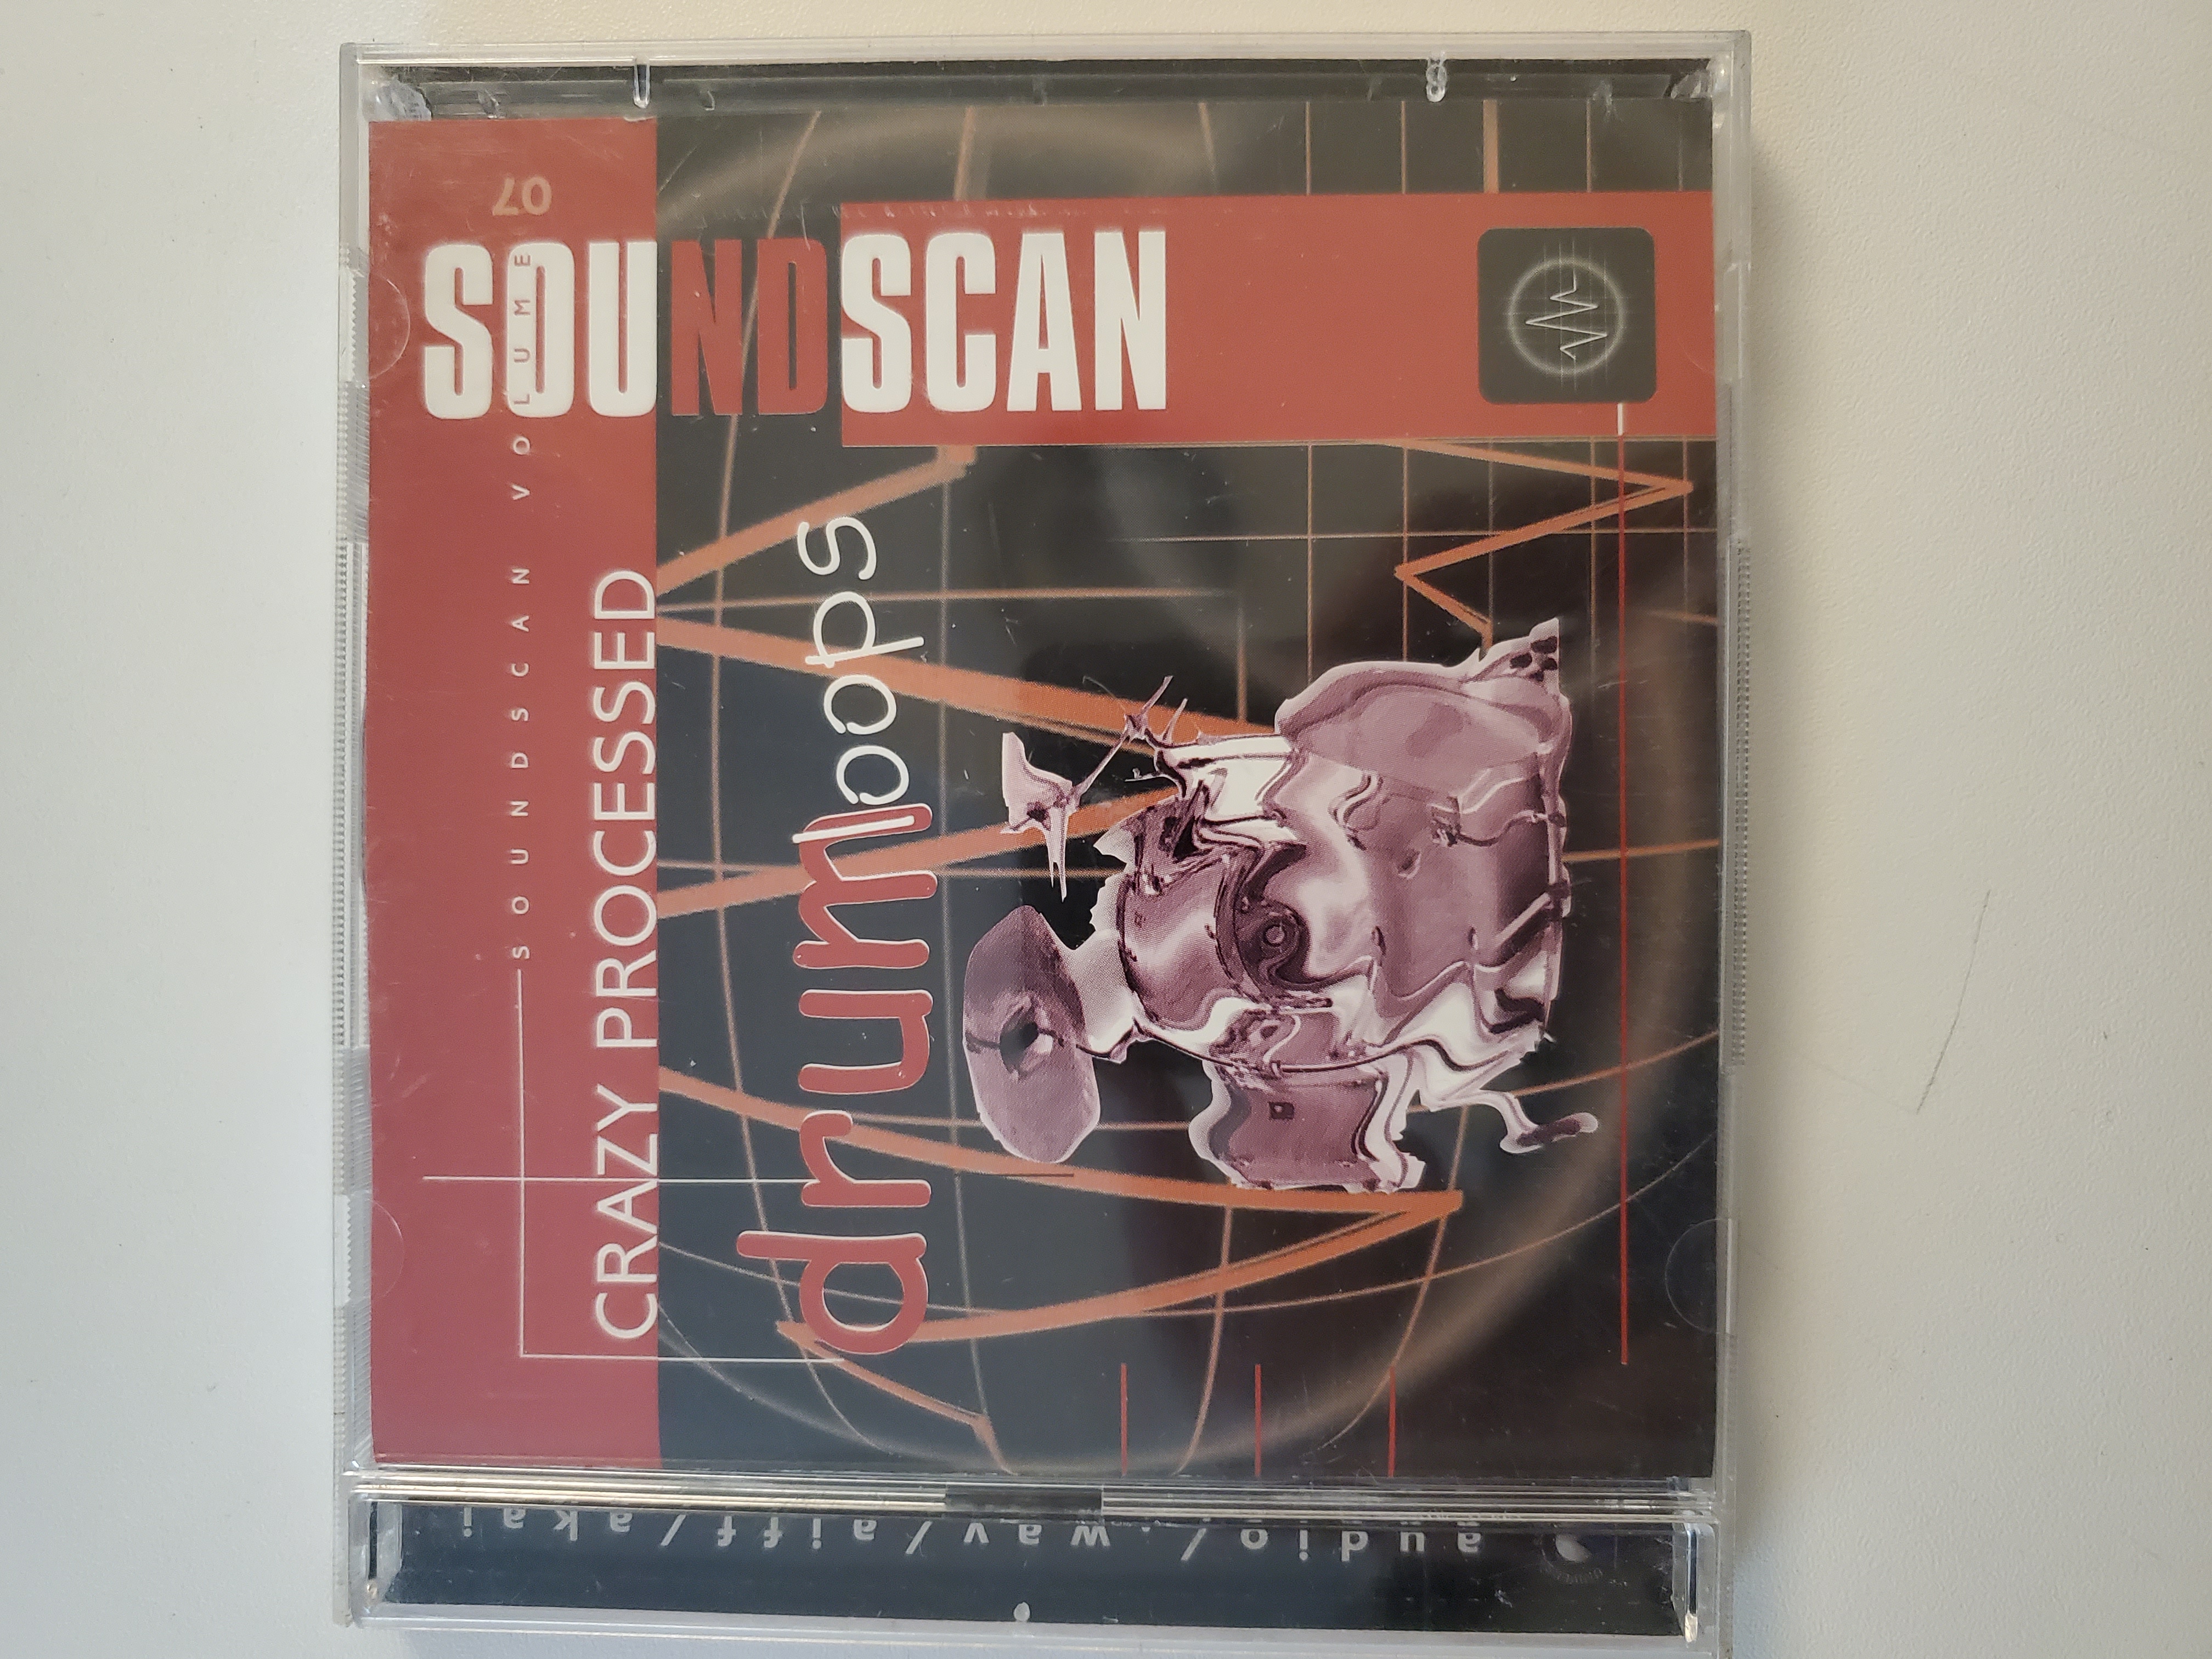 07
SOUNDSCAN
SOUNDSCAN VOLUME
CRAZY PROCESSED
drumloops
audio/wav/aiff/akai